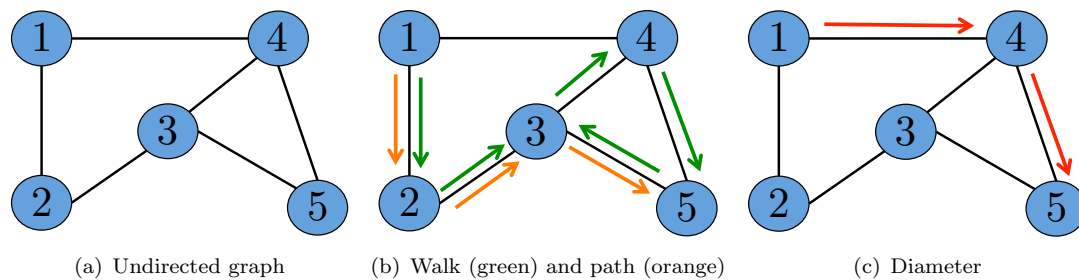 1 4 1 4 1 4
3 3 3
2 5 2 5 2 5
(a) Undirected graph (b) Walk (green) and path (orange) (c) Diameter